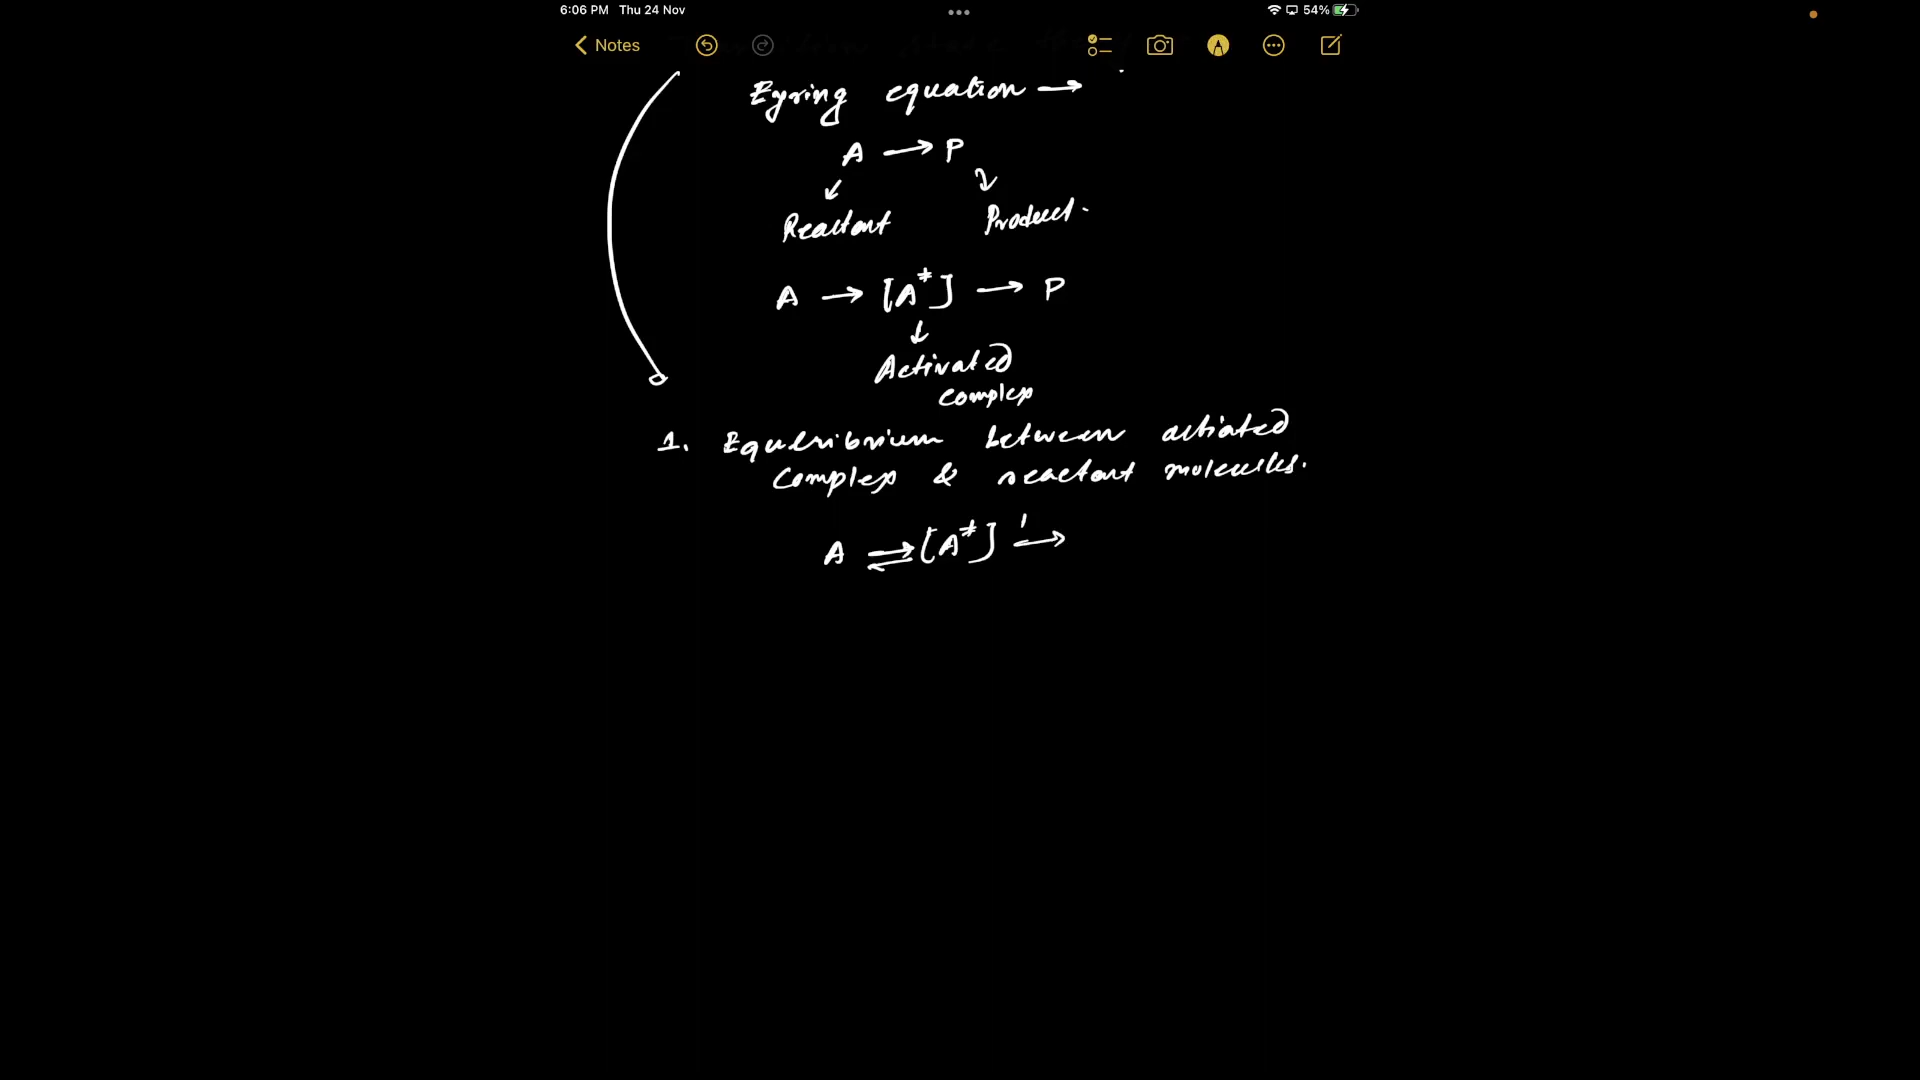 6:06 PM Thu 24 Nov
54%
Notes
Eyring equation →
A → P
Reactant Product.
A → [A*] → P
Activated
Complex
1. Equilibrium between actiated
Complex & reactant molecules.
A ⇌ [A*] →